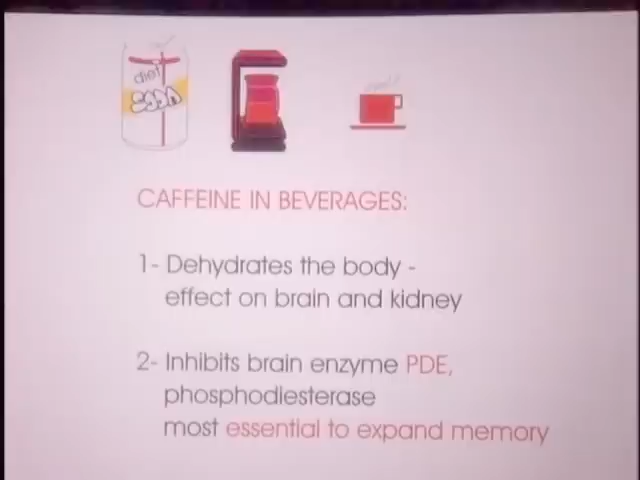 diet
SODA
CAFFEINE IN BEVERAGES:
1- Dehydrates the body -
effect on brain and kidney
2- Inhibits brain enzyme PDE,
phosphodiesterase
most essential to expand memory